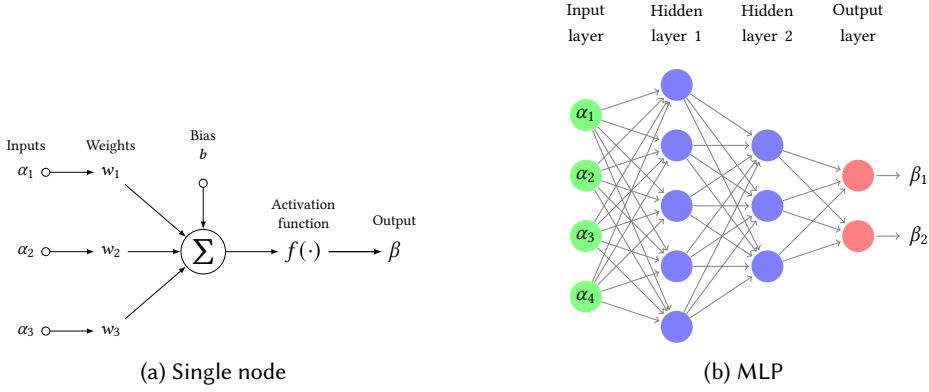 Inputs
Weights
Bias
b
α1
w1
Activation
function
Output
α2
w2
∑
f(·)
β
α3
w3
(a) Single node
Input
layer
Hidden
layer 1
Hidden
layer 2
Output
layer
α1
α2
α3
α4
β1
β2
(b) MLP